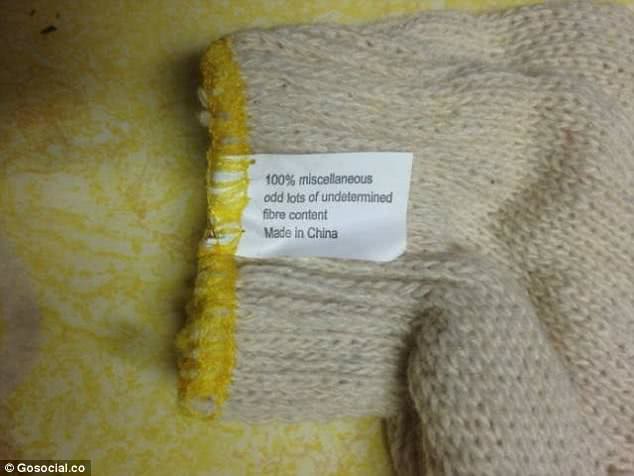 100% miscellaneous
odd lots of undetermined
fibre content
Made in China
© Gosocial.co